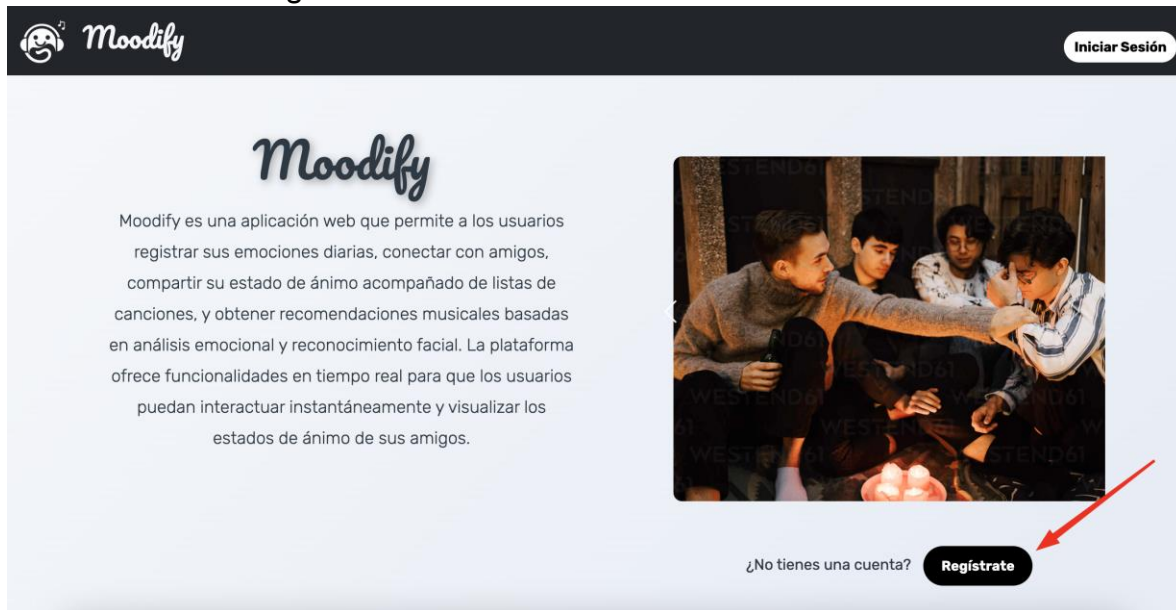 Moodify
Iniciar Sesión
Moodify
Moodify es una aplicación web que permite a los usuarios
registrar sus emociones diarias, conectar con amigos,
compartir su estado de ánimo acompañado de listas de
canciones, y obtener recomendaciones musicales basadas
en análisis emocional y reconocimiento facial. La plataforma
ofrece funcionalidades en tiempo real para que los usuarios
puedan interactuar instantáneamente y visualizar los
estados de ánimo de sus amigos.
WESTEND61
¿No tienes una cuenta?
Regístrate